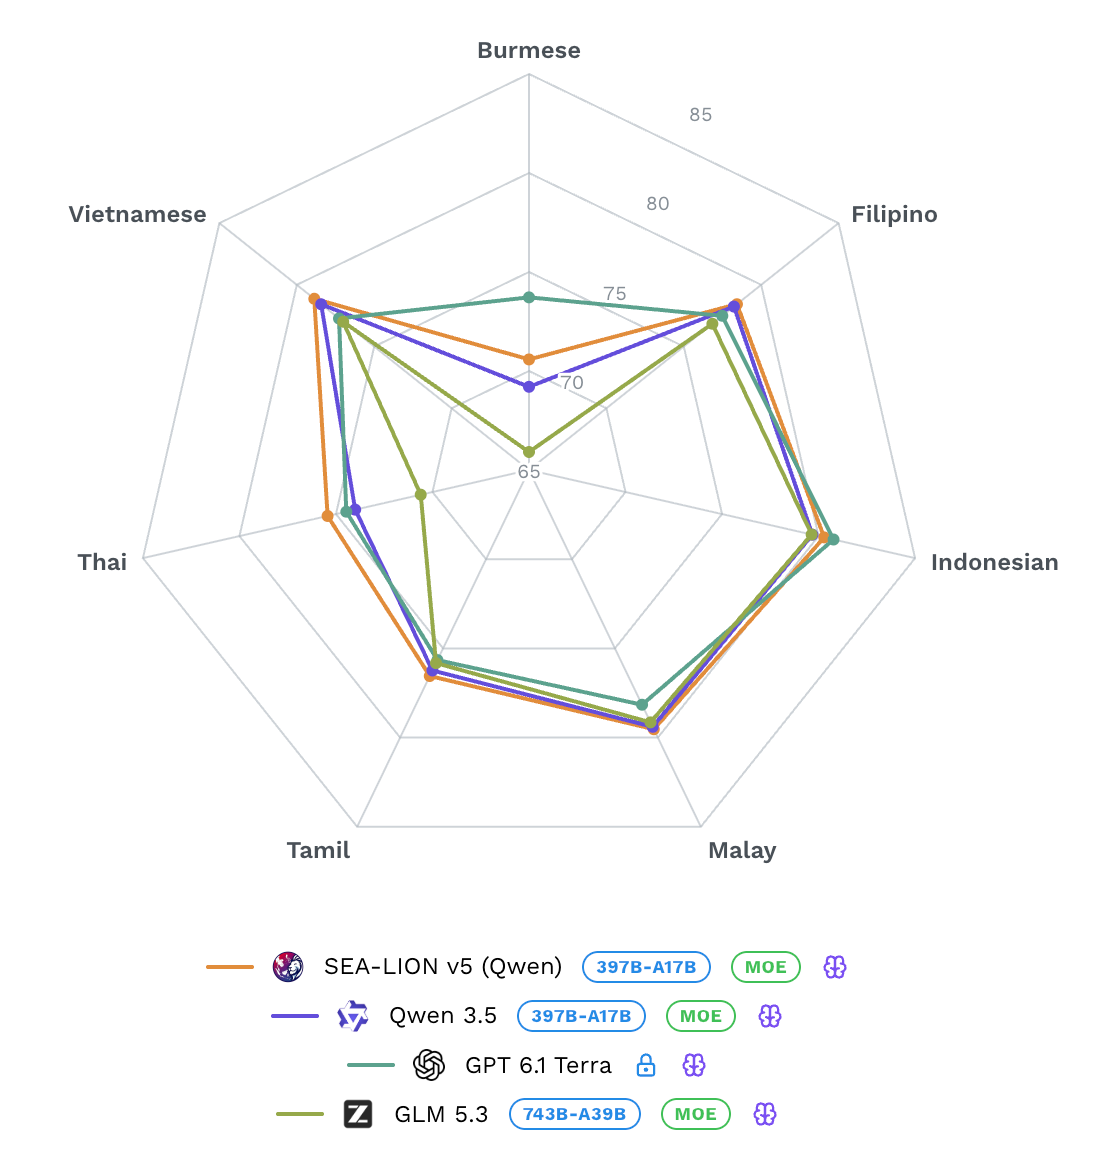 Burmese
85
80
Vietnamese
Filipino
75
70
65
Thai
Indonesian
Tamil
Malay
SEA-LION v5 (Qwen) 397B-A17B MOE
Qwen 3.5 397B-A17B MOE
GPT 6.1 Terra
GLM 5.3 743B-A39B MOE